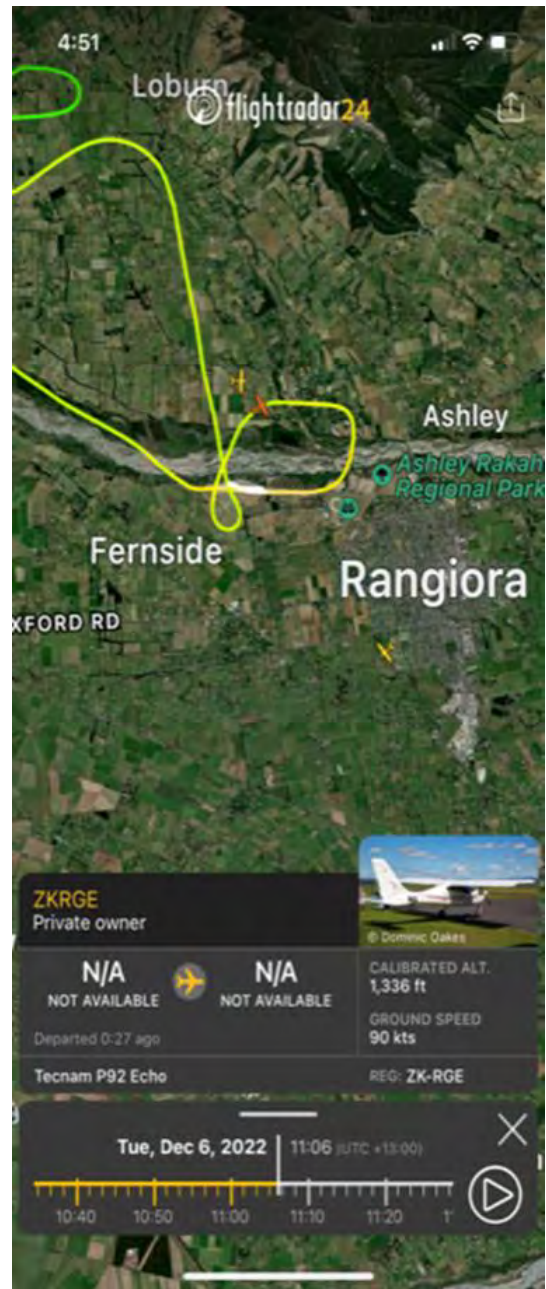 4:51
Loburn
flightradar24
Ashley
Ashley Rakah
Regional Park
Fernside
Rangiora
XFORD RD
ZKRGE
Private owner
© Dominic Oakes
N/A
NOT AVAILABLE
N/A
NOT AVAILABLE
CALIBRATED ALT.
1,336 ft
Departed 0:27 ago
GROUND SPEED
90 kts
Tecnam P92 Echo
REG: ZK-RGE
Tue, Dec 6, 2022
11:06 (UTC +13:00)
10:40 10:50 11:00 11:10 11:20